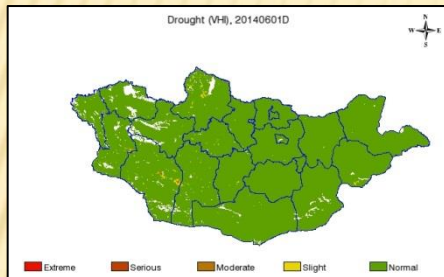 Drought (VHI), 20140601D
N
W E
S
Extreme Serious Moderate Slight Normal